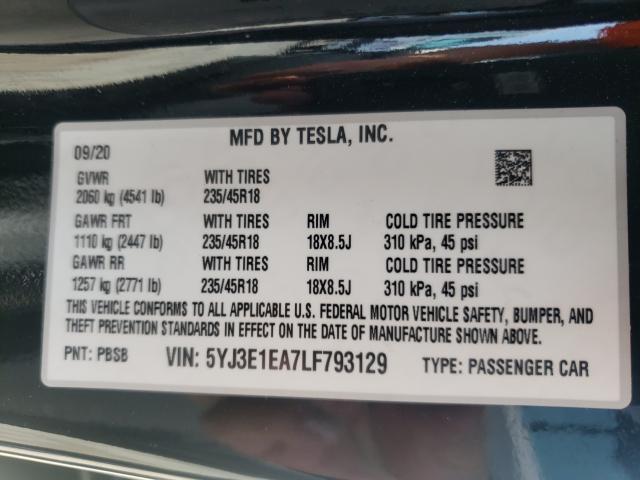 MFD BY TESLA, INC.
09/20
GVWR WITH TIRES
2060 kg (4541 lb) 235/45R18
GAWR FRT WITH TIRES RIM COLD TIRE PRESSURE
1110 kg (2447 lb) 235/45R18 18X8.5J 310 kPa, 45 psi
GAWR RR WITH TIRES RIM COLD TIRE PRESSURE
1257 kg (2771 lb) 235/45R18 18X8.5J 310 kPa, 45 psi
THIS VEHICLE CONFORMS TO ALL APPLICABLE U.S. FEDERAL MOTOR VEHICLE SAFETY, BUMPER, AND
THEFT PREVENTION STANDARDS IN EFFECT ON THE DATE OF MANUFACTURE SHOWN ABOVE.
PNT: PBSB VIN: 5YJ3E1EA7LF793129 TYPE: PASSENGER CAR